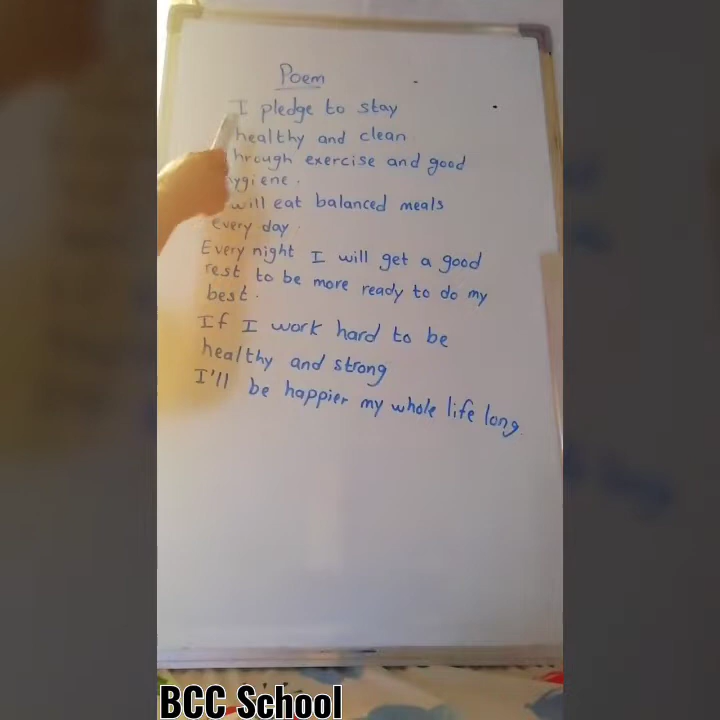 Poem
I pledge to stay
healthy and clean
through exercise and good
hygiene.
will eat balanced meals
every day.
Every night I will get a good
rest to be more ready to do my
best.
If I work hard to be
healthy and strong
I'll be happier my whole life long
BCC School